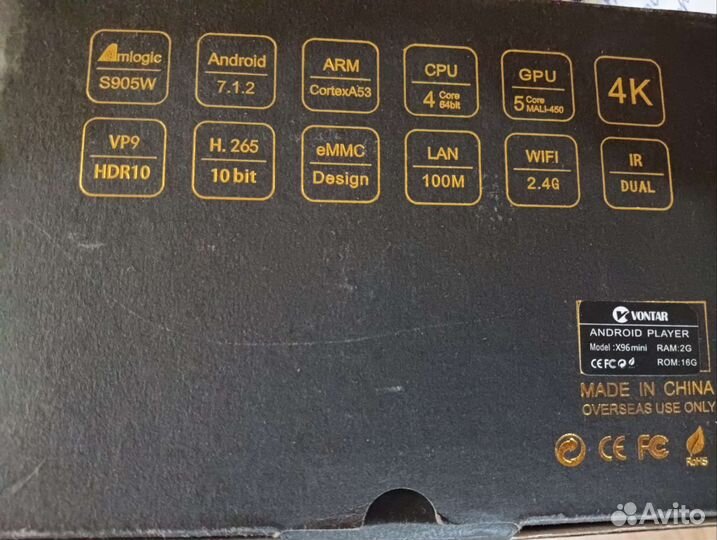 Amlogic
S905W
Android
7.1.2
ARM
CortexA53
CPU
4 Core 64bit
GPU
5 Core MALI-450
4K
VP9
HDR10
H. 265
10 bit
eMMC
Design
LAN
100M
WIFI
2.4G
IR
DUAL
VONTAR
ANDROID PLAYER
Model :X96mini RAM:2G
CE FC ROM:16G
MADE IN CHINA
OVERSEAS USE ONLY
CE FC RoHS
Avito